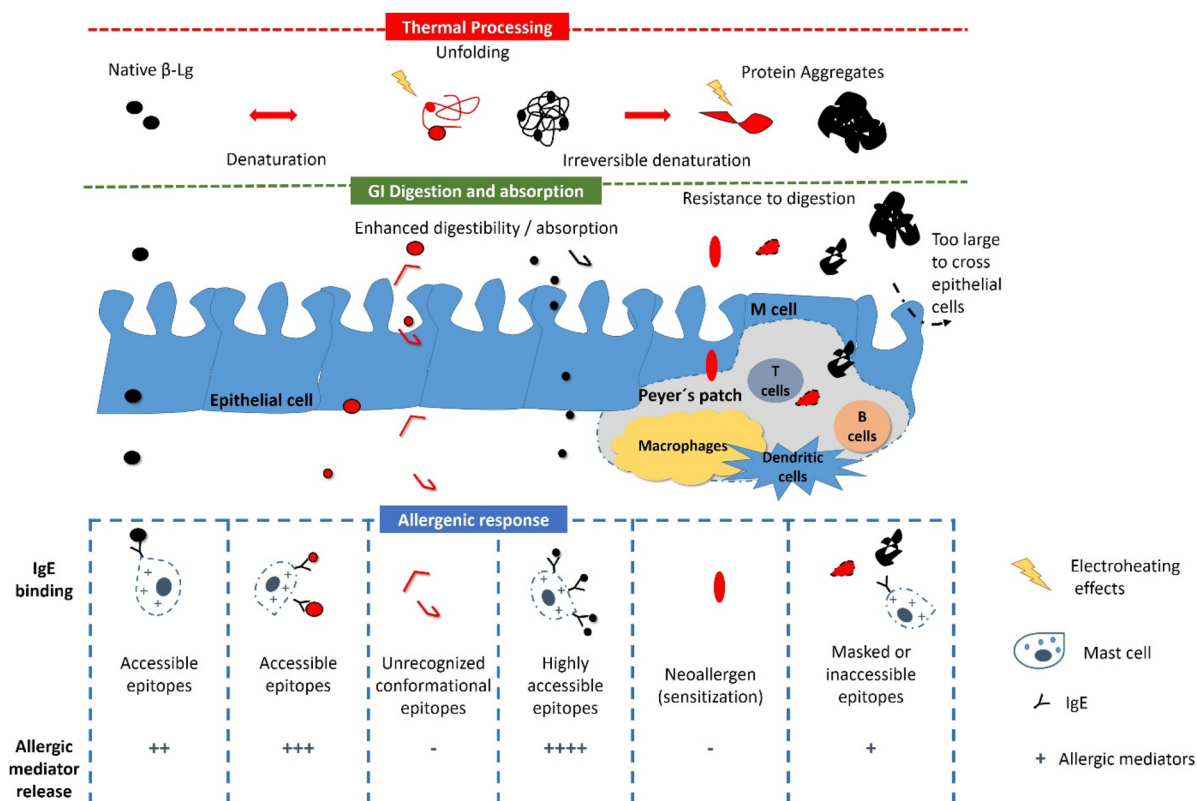 Thermal Processing
Native β-Lg
Unfolding
Protein Aggregates
Denaturation
Irreversible denaturation
GI Digestion and absorption
Enhanced digestibility / absorption
Resistance to digestion
Too large
to cross
epithelial
cells
M cell
Epithelial cell
Peyer´s patch
T
cells
B
cells
Macrophages
Dendritic
cells
Allergenic response
IgE
binding
Accessible
epitopes
Accessible
epitopes
Unrecognized
conformational
epitopes
Highly
accessible
epitopes
Neoallergen
(sensitization)
Masked or
inaccessible
epitopes
Allergic
mediator
release
++
+++
-
++++
-
+
Electroheating
effects
Mast cell
IgE
+ Allergic mediators